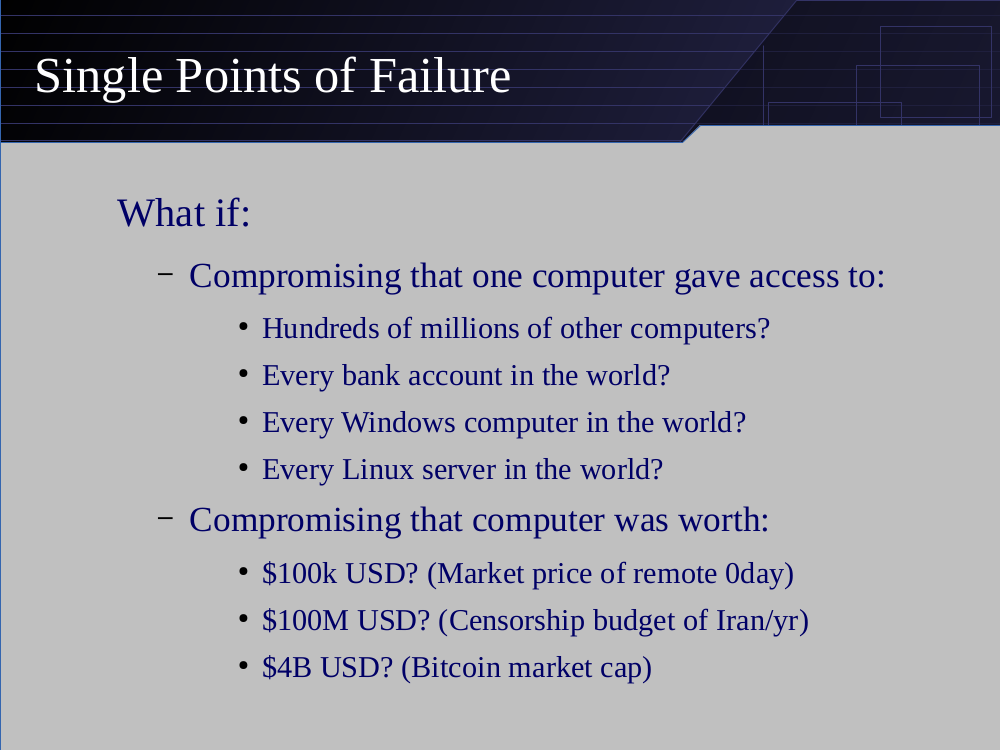 Single Points of Failure
What if:
– Compromising that one computer gave access to:
• Hundreds of millions of other computers?
• Every bank account in the world?
• Every Windows computer in the world?
• Every Linux server in the world?
– Compromising that computer was worth:
• $100k USD? (Market price of remote 0day)
• $100M USD? (Censorship budget of Iran/yr)
• $4B USD? (Bitcoin market cap)